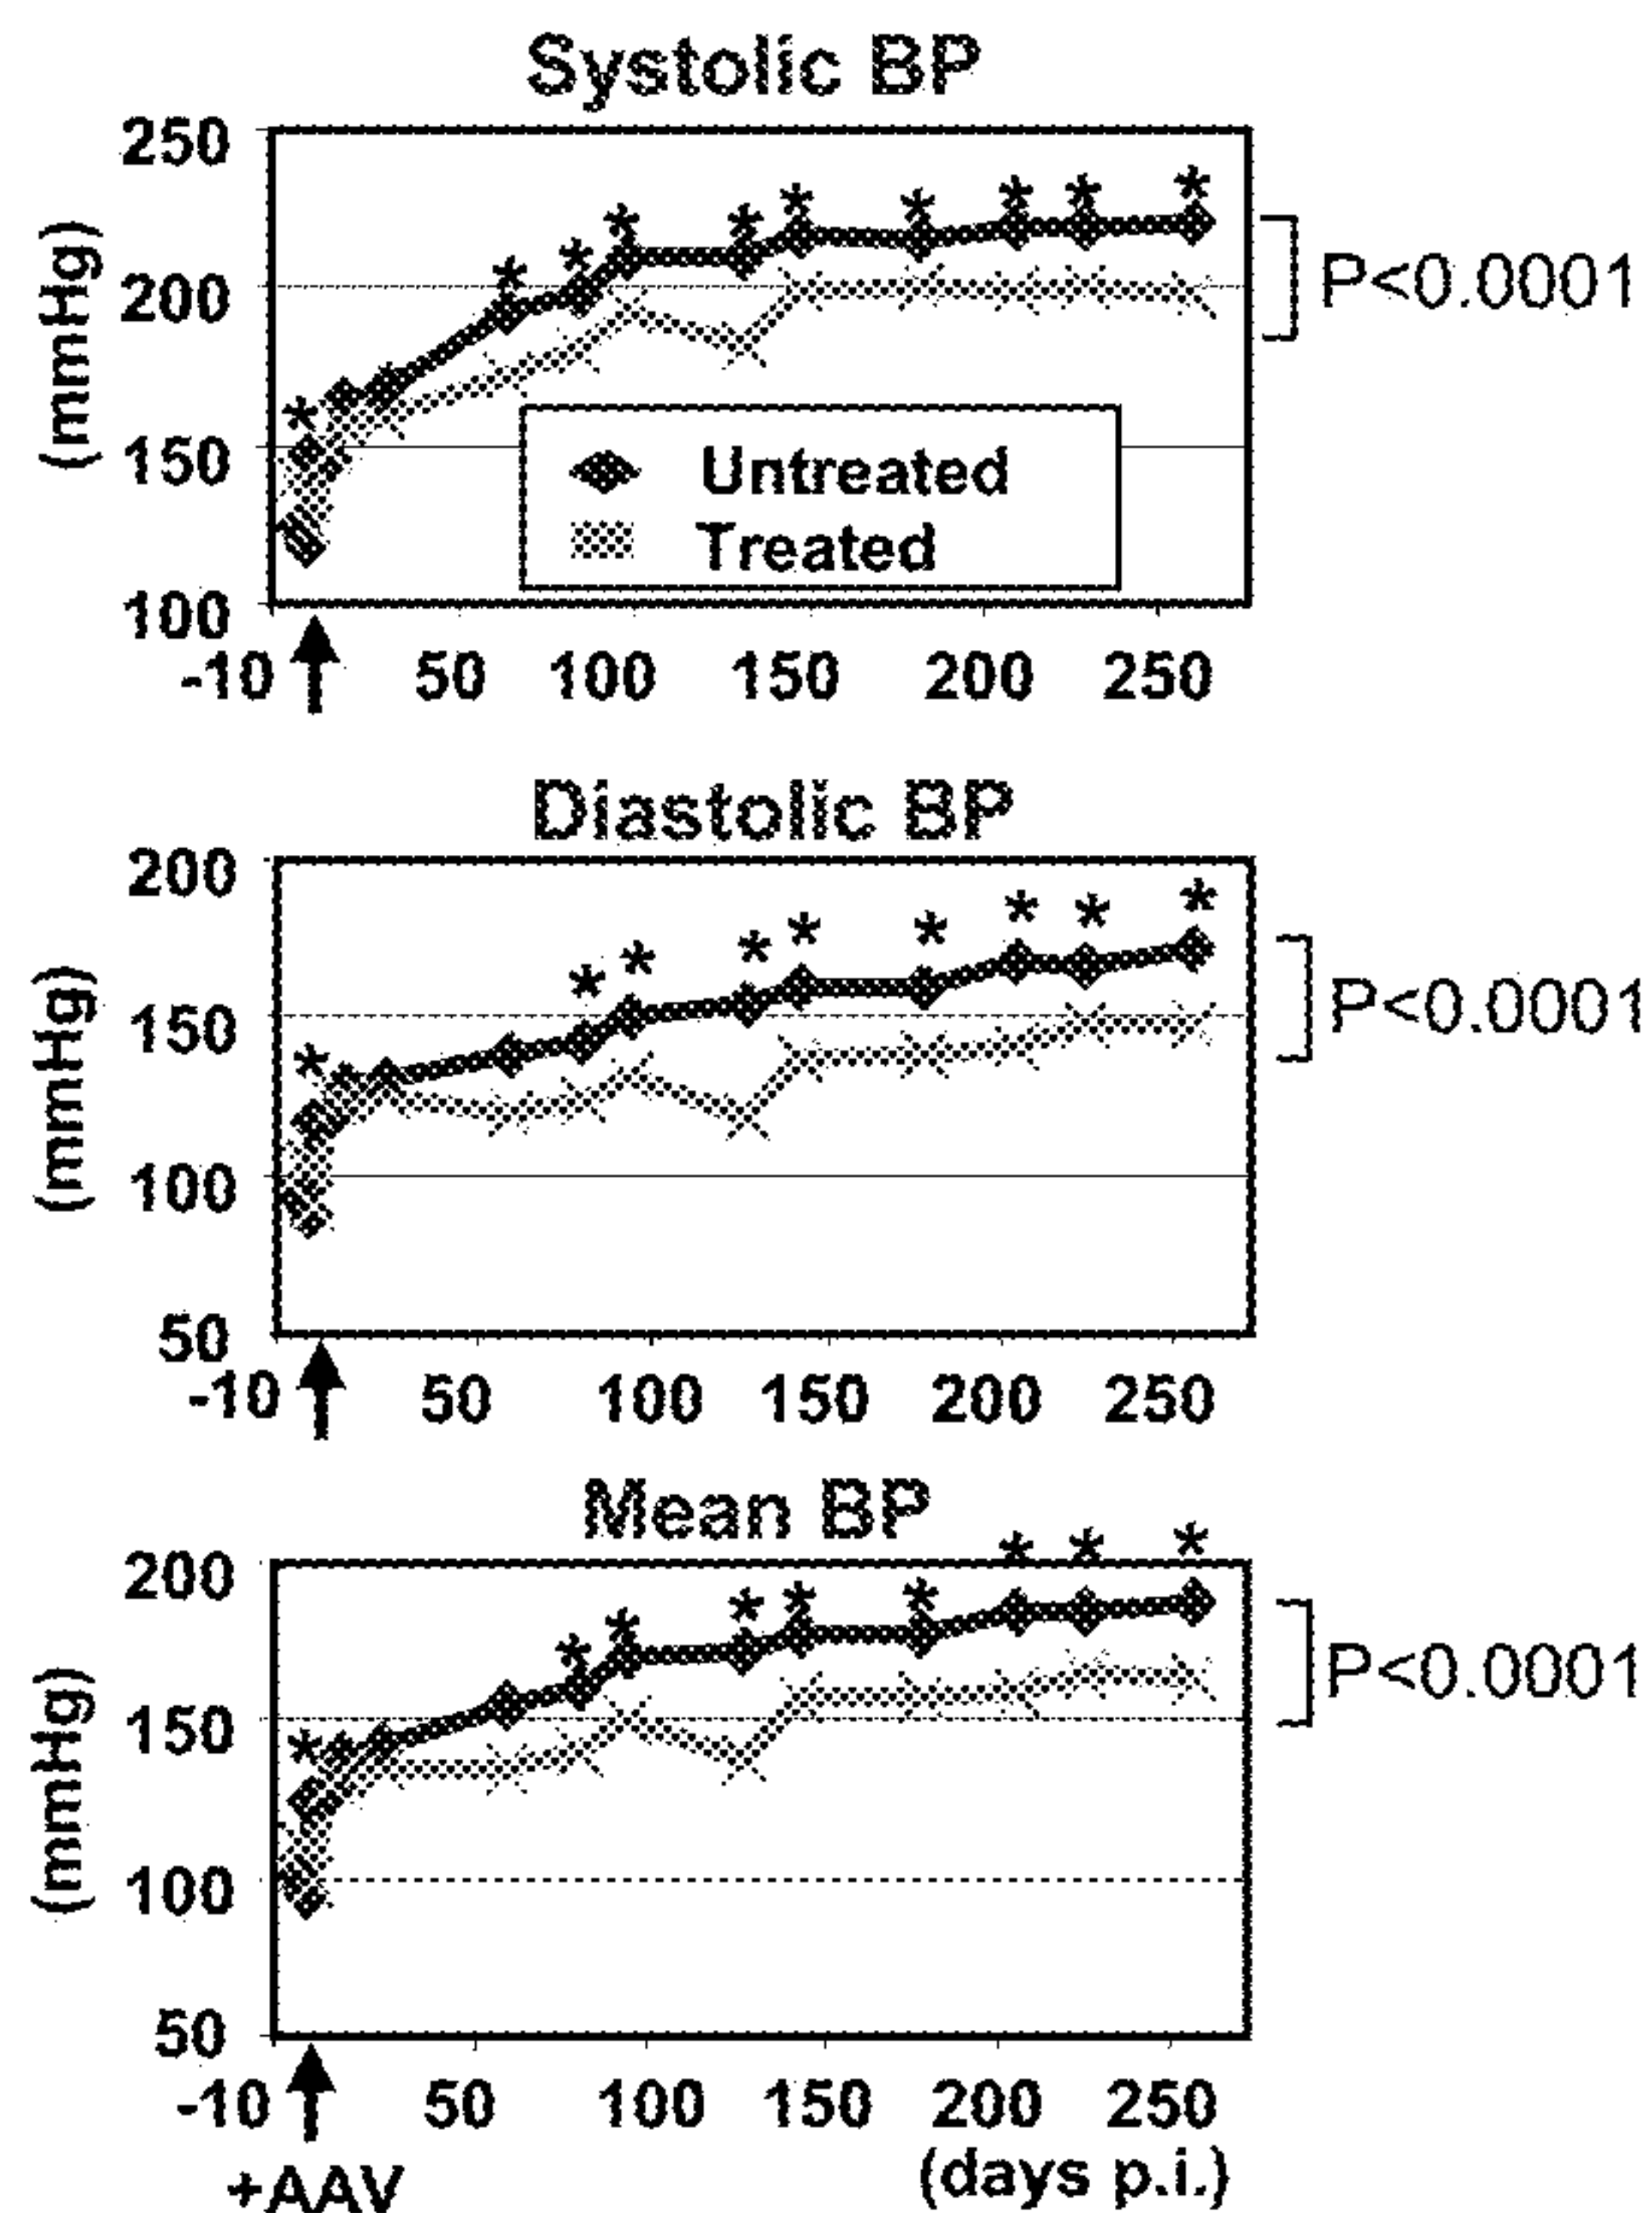 Systolic BP
250
200
150
100
(mmHg)
* * * * * * * * * *
P<0.0001
Untreated
Treated
-10 50 100 150 200 250
Diastolic BP
200
150
100
50
(mmHg)
* * * * * * * * *
P<0.0001
-10 50 100 150 200 250
Mean BP
200
150
100
50
(mmHg)
* * * * * * * * *
P<0.0001
-10 50 100 150 200 250
+AAV (days p.i.)